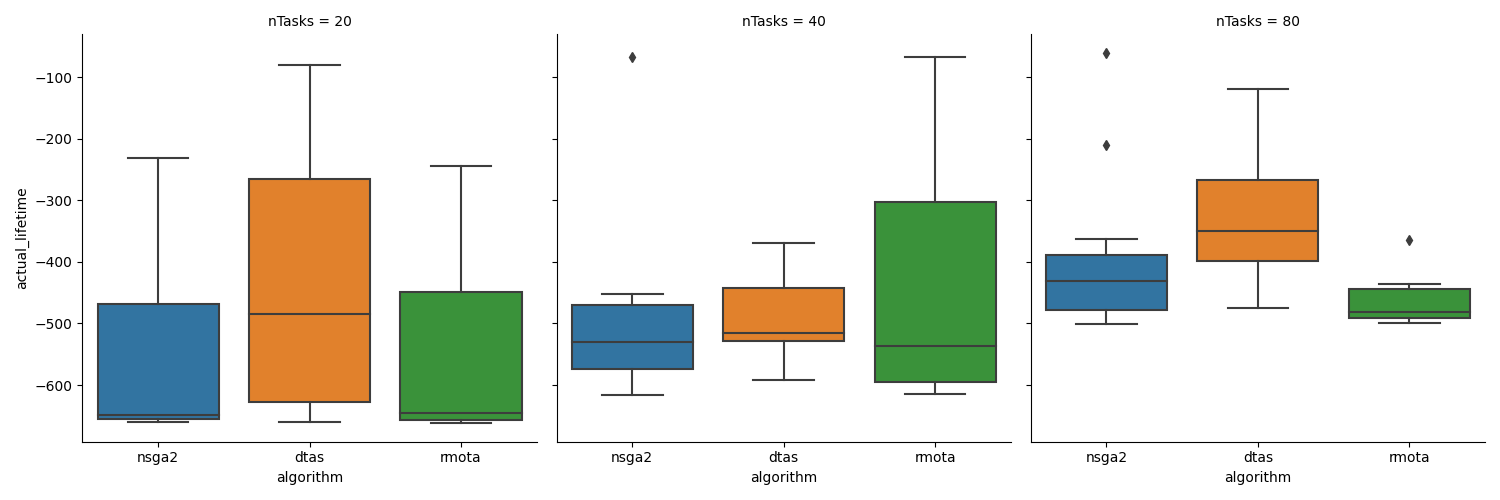 nTasks = 20
nTasks = 40
nTasks = 80
actual_lifetime
−100
−200
−300
−400
−500
−600
nsga2
dtas
rmota
algorithm
nsga2
dtas
rmota
algorithm
nsga2
dtas
rmota
algorithm